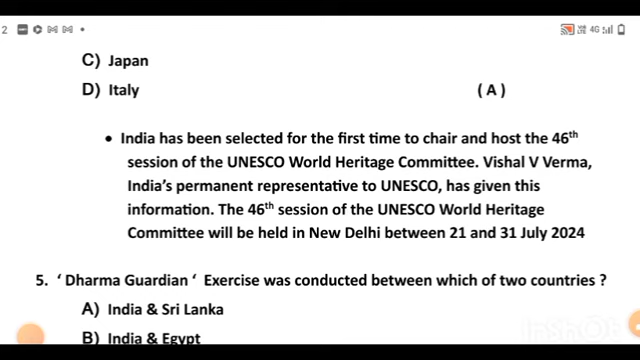 2
4G
C) Japan
D) Italy (A)
• India has been selected for the first time to chair and host the 46th
session of the UNESCO World Heritage Committee. Vishal V Verma,
India's permanent representative to UNESCO, has given this
information. The 46th session of the UNESCO World Heritage
Committee will be held in New Delhi between 21 and 31 July 2024
5. ‘ Dharma Guardian ‘ Exercise was conducted between which of two countries ?
A) India & Sri Lanka
B) India & Egypt
InShOt